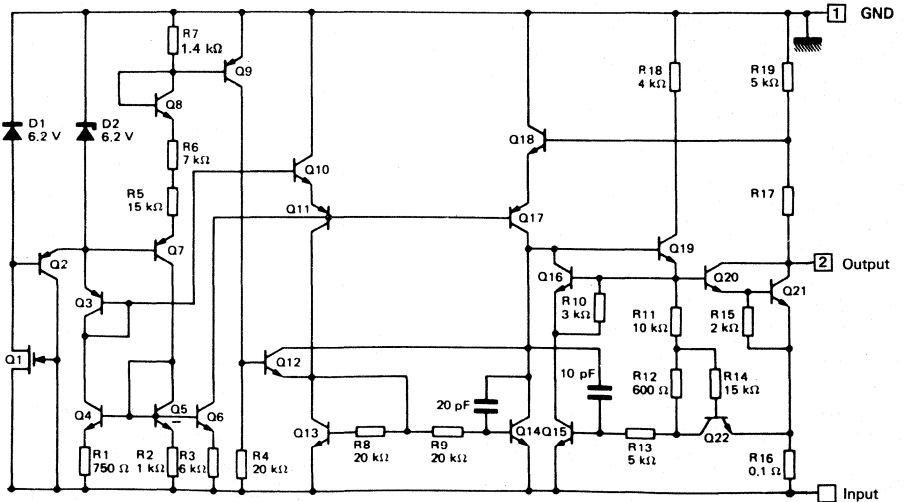 1 GND
R7
1.4 kΩ
Q9
R18
4 kΩ
R19
5 kΩ
Q8
D1
6,2 V
D2
6,2 V
Q18
R6
7 kΩ
Q10
R5
15 kΩ
R17
Q11
Q17
Q2
Q7
Q19
2 Output
Q16
Q20
Q21
Q3
R10
3 kΩ
R11
10 kΩ
R15
2 kΩ
Q1
Q12
10 pF
R12
600 Ω
R14
15 kΩ
20 pF
Q4
Q5
Q6
Q13
R8
20 kΩ
R9
20 kΩ
Q14
Q15
R13
5 kΩ
Q22
R1
750 Ω
R2
1 kΩ
R3
6 kΩ
R4
20 kΩ
R16
0,1 Ω
Input